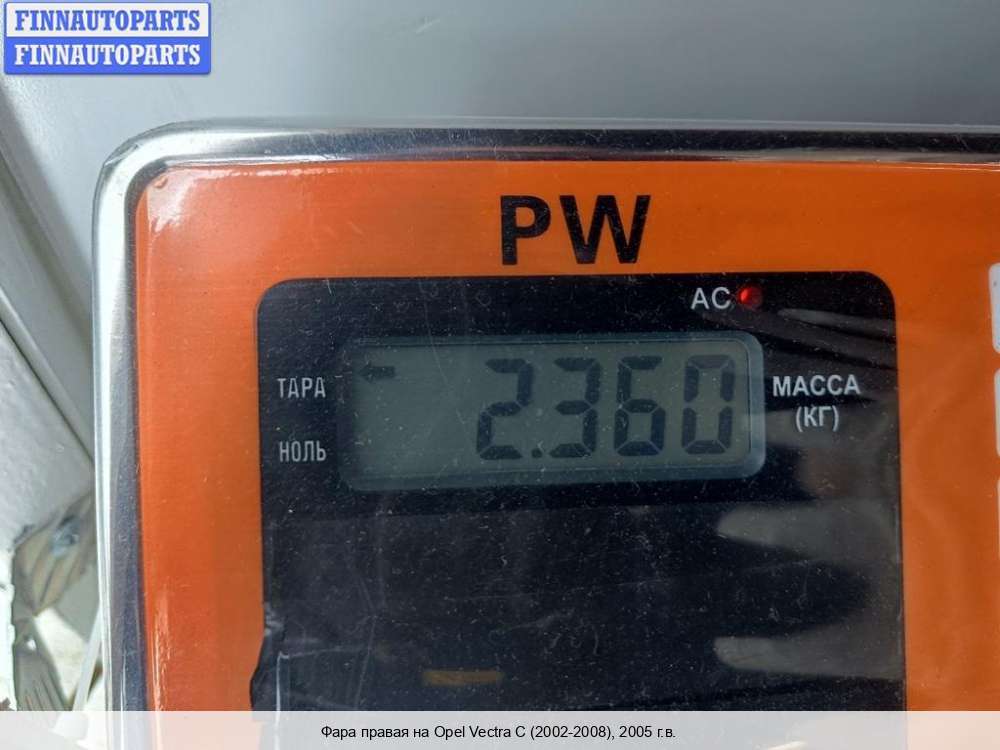 FINNAUTOPARTS
FINNAUTOPARTS
PW
AC
ТАРА
2.360
МАССА
(КГ)
НОЛЬ
Фара правая на Opel Vectra C (2002-2008), 2005 г.в.